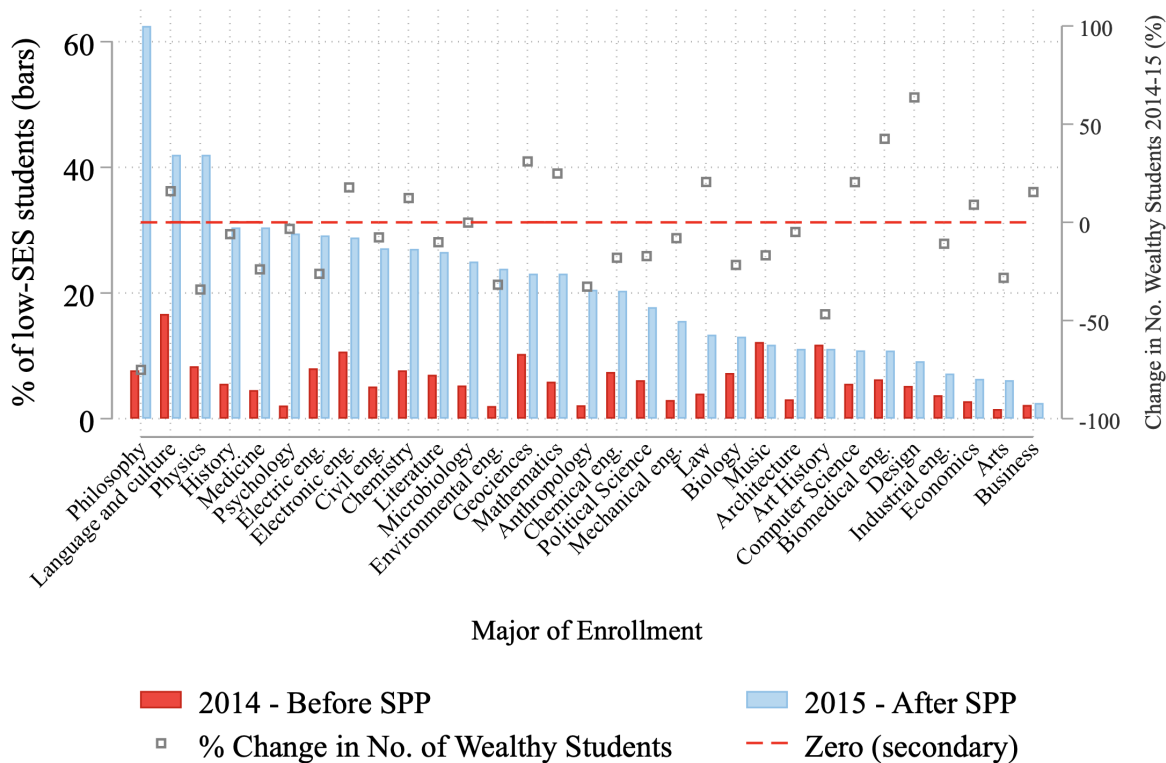 % of low-SES students (bars)
60
40
20
0
Change in No. Wealthy Students 2014-15 (%)
100
50
0
-50
-100
Philosophy
Language and culture
Physics
History
Medicine
Psychology
Electric eng.
Electronic eng.
Civil eng.
Chemistry
Literature
Microbiology
Environmental eng.
Geociences
Mathematics
Anthropology
Chemical eng.
Political Science
Mechanical eng.
Law
Biology
Music
Architecture
Art History
Computer Science
Biomedical eng.
Design
Industrial eng.
Economics
Arts
Business
Major of Enrollment
2014 - Before SPP
2015 - After SPP
% Change in No. of Wealthy Students
Zero (secondary)